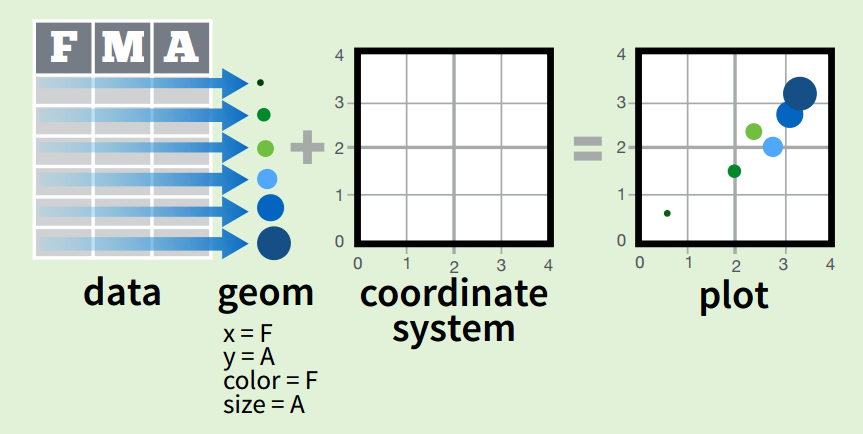 F M A
+
4
3
2
1
0
0 1 2 3 4
=
4
3
2
1
0
0 1 2 3 4
data
geom
coordinate
system
plot
x = F
y = A
color = F
size = A